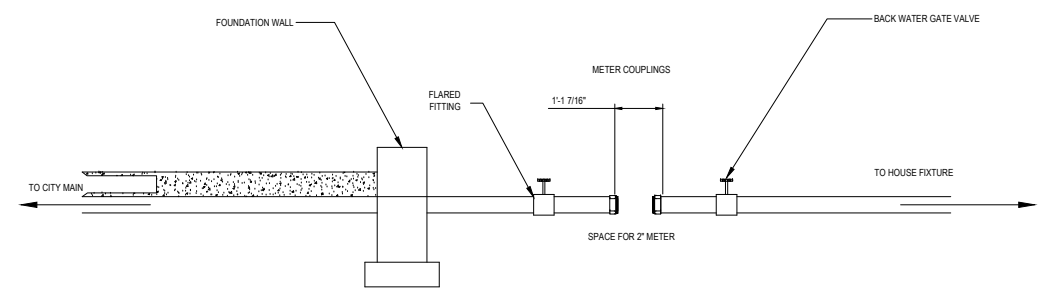 FOUNDATION WALL
BACK WATER GATE VALVE
METER COUPLINGS
FLARED
FITTING
1'-1 7/16"
TO CITY MAIN
TO HOUSE FIXTURE
SPACE FOR 2" METER